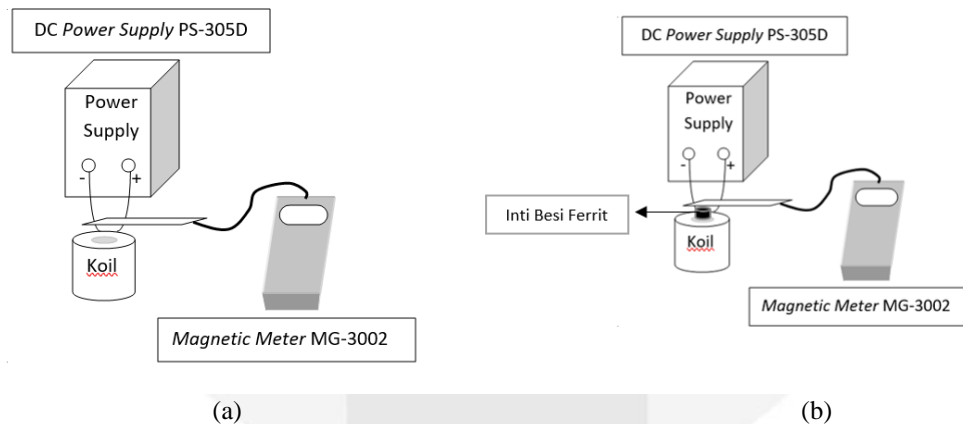 DC Power Supply PS-305D
Power
Supply
- +
Koil
Magnetic Meter MG-3002
(a)
DC Power Supply PS-305D
Power
Supply
- +
Inti Besi Ferrit
Koil
Magnetic Meter MG-3002
(b)